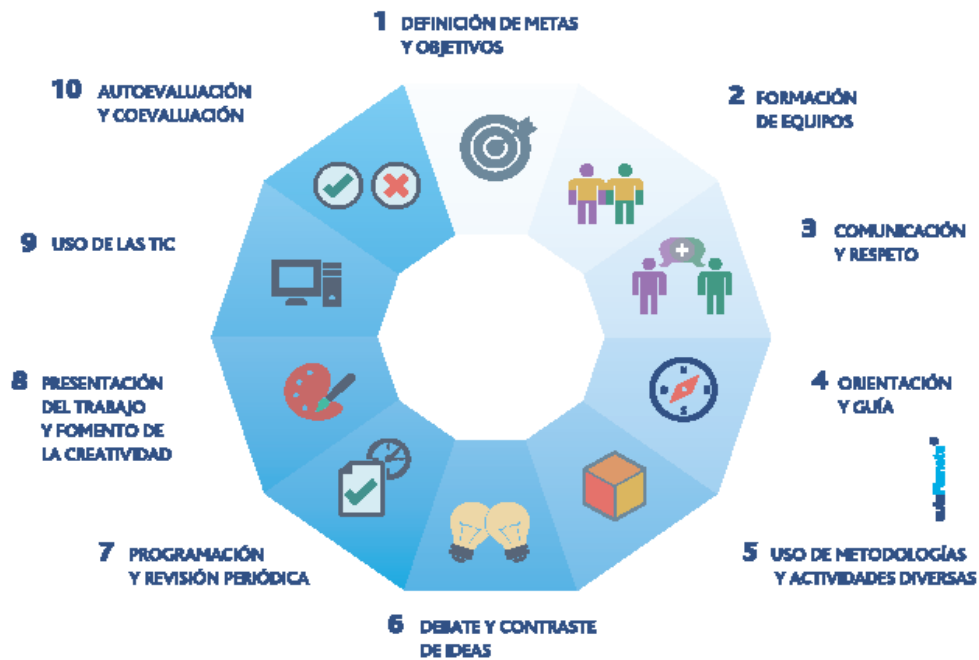 1 DEFINICIÓN DE METAS
Y OBJETIVOS
2 FORMACIÓN
DE EQUIPOS
3 COMUNICACIÓN
Y RESPETO
4 ORIENTACIÓN
Y GUÍA
5 USO DE METODOLOGÍAS
Y ACTIVIDADES DIVERSAS
6 DEBATE Y CONTRASTE
DE IDEAS
7 PROGRAMACIÓN
Y REVISIÓN PERIÓDICA
8 PRESENTACIÓN
DEL TRABAJO
Y FOMENTO DE
LA CREATIVIDAD
9 USO DE LAS TIC
10 AUTOEVALUACIÓN
Y COEVALUACIÓN
N
S
aulaPlaneta